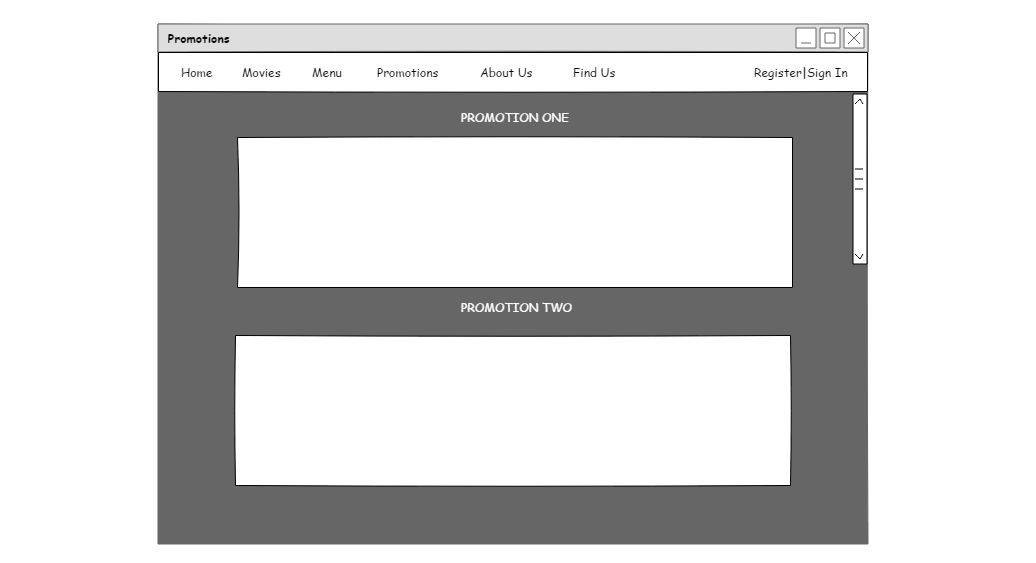 Promotions
Home Movies Menu Promotions About Us Find Us Register|Sign In
PROMOTION ONE
PROMOTION TWO